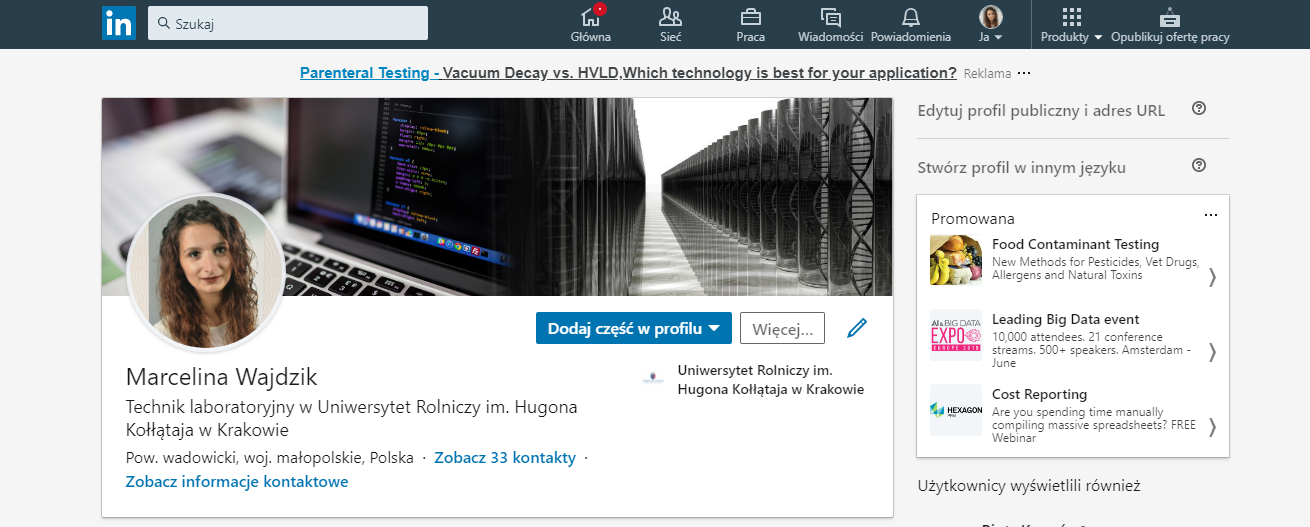 in
Szukaj
Główna
Sieć
Praca
Wiadomości
Powiadomienia
Ja
Produkty
Opublikuj ofertę pracy
Parenteral Testing - Vacuum Decay vs. HVLD,Which technology is best for your application? Reklama
Edytuj profil publiczny i adres URL
Stwórz profil w innym języku
Promowana
Food Contaminant Testing
New Methods for Pesticides, Vet Drugs,
Allergens and Natural Toxins
AI & BIG DATA
EXPO
EUROPE 2018
Leading Big Data event
10,000 attendees. 21 conference
streams. 500+ speakers. Amsterdam -
June
HEXAGON
Cost Reporting
Are you spending time manually
compiling massive spreadsheets? FREE
Webinar
Użytkownicy wyświetlili również
Dodaj część w profilu
Więcej...
Marcelina Wajdzik
Technik laboratoryjny w Uniwersytet Rolniczy im. Hugona
Kołłątaja w Krakowie
Pow. wadowicki, woj. małopolskie, Polska · Zobacz 33 kontakty ·
Zobacz informacje kontaktowe
Uniwersytet Rolniczy im.
Hugona Kołłątaja w Krakowie